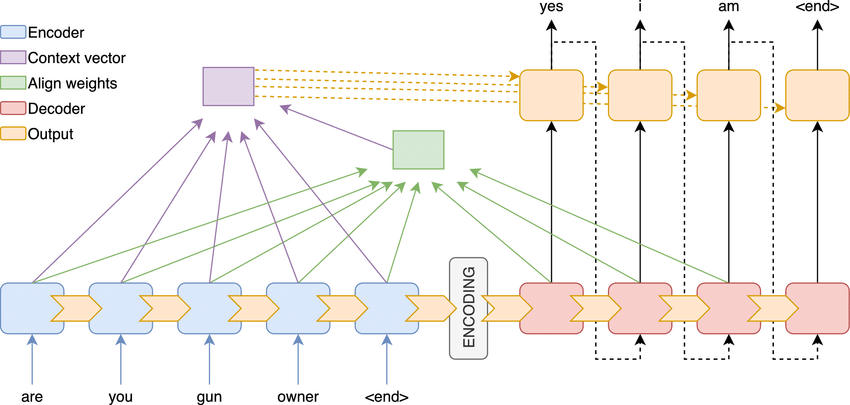 yes i am <end>
Encoder
Context vector
Align weights
Decoder
Output
ENCODING
are you gun owner <end>